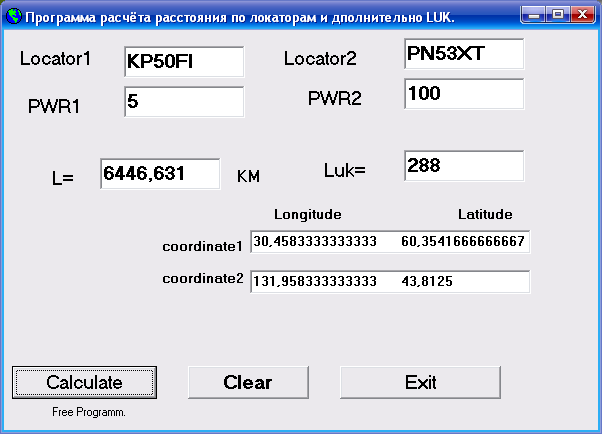 Программа расчёта расстояния по локаторам и дполнительно LUK.
Locator1 KP50FI Locator2 PN53XT
PWR1 5 PWR2 100
L= 6446,631 KM Luk= 288
Longitude Latitude
coordinate1 30,4583333333333 60,3541666666667
coordinate2 131,958333333333 43,8125
Calculate Clear Exit
Free Programm.